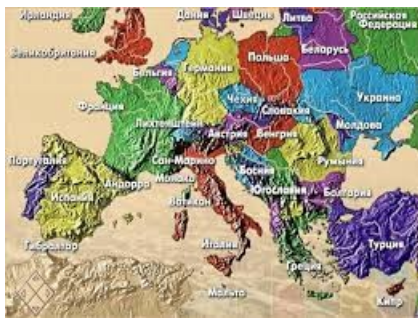 Ирландия
Дания
Швеция
Литва
Российская
Федерация
Великобритания
Польша
Беларусь
Бельгия
Германия
Чехия
Украина
Франция
Словакия
Лихтенштейн
Австрия
Венгрия
Молдова
Португалия
Сан-Марино
Румыния
Андорра
Монако
Босния
Испания
Югославия
Болгария
Ватикан
Гибралтар
Италия
Турция
Греция
Мальта
Кипр